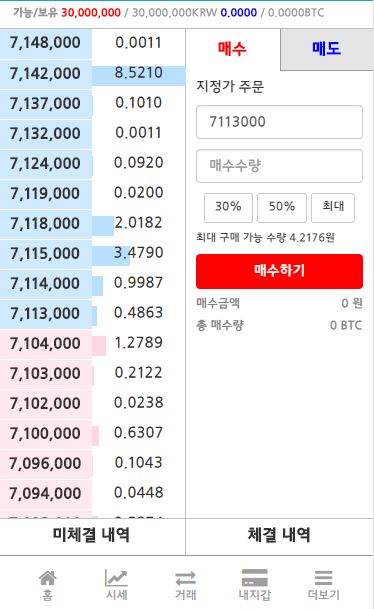 가능/보유 30,000,000 / 30,000,000KRW 0.0000 / 0.0000BTC
7,148,000 0.0011
7,142,000 8.5210
7,137,000 0.1010
7,132,000 0.0011
7,124,000 0.0920
7,119,000 0.0200
7,118,000 2.0182
7,115,000 3.4790
7,114,000 0.9987
7,113,000 0.4863
7,104,000 1.2789
7,103,000 0.2122
7,102,000 0.0238
7,100,000 0.6307
7,096,000 0.1043
7,094,000 0.0448
매수 매도
지정가 주문
7113000
매수수량
30% 50% 최대
최대 구매 가능 수량 4.2176원
매수하기
매수금액 0 원
총 매수량 0 BTC
미체결 내역 체결 내역
홈 시세 거래 내지갑 더보기